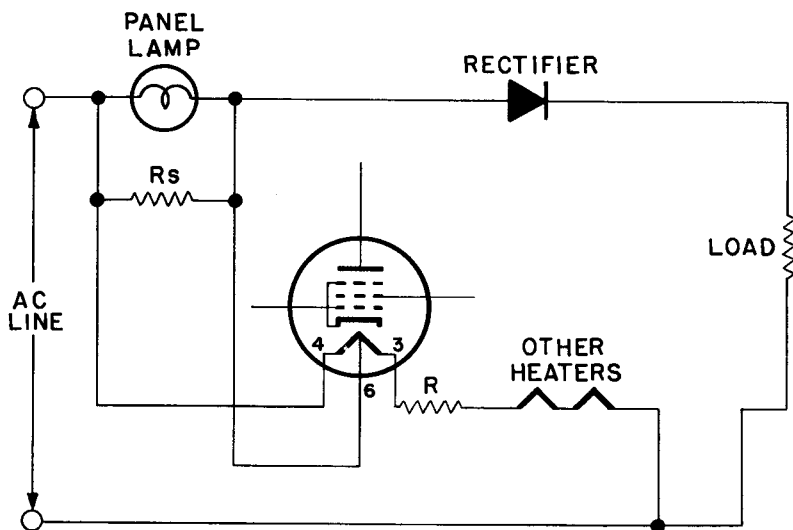 PANEL
LAMP
RECTIFIER
Rs
LOAD
AC
LINE
4
3
6
R
OTHER
HEATERS